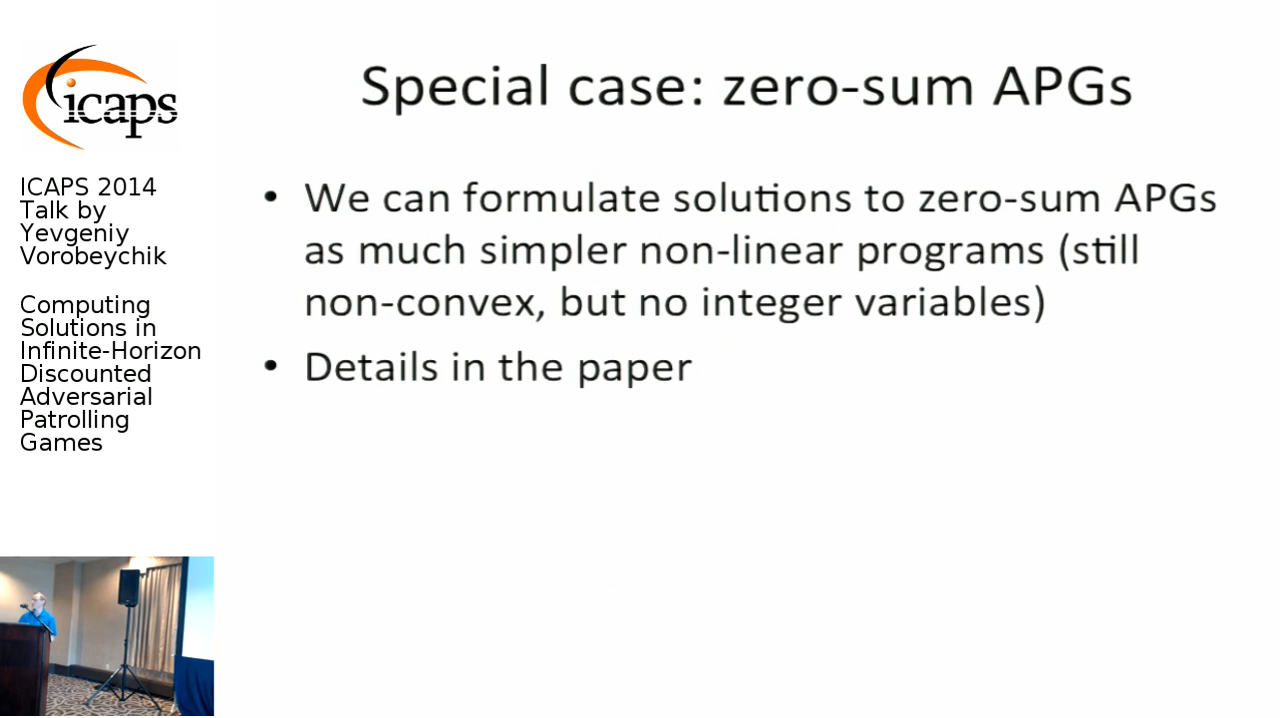 icaps
ICAPS 2014
Talk by
Yevgeniy
Vorobeychik
Computing
Solutions in
Infinite-Horizon
Discounted
Adversarial
Patrolling
Games
Special case: zero-sum APGs
• We can formulate solutions to zero-sum APGs
as much simpler non-linear programs (still
non-convex, but no integer variables)
• Details in the paper